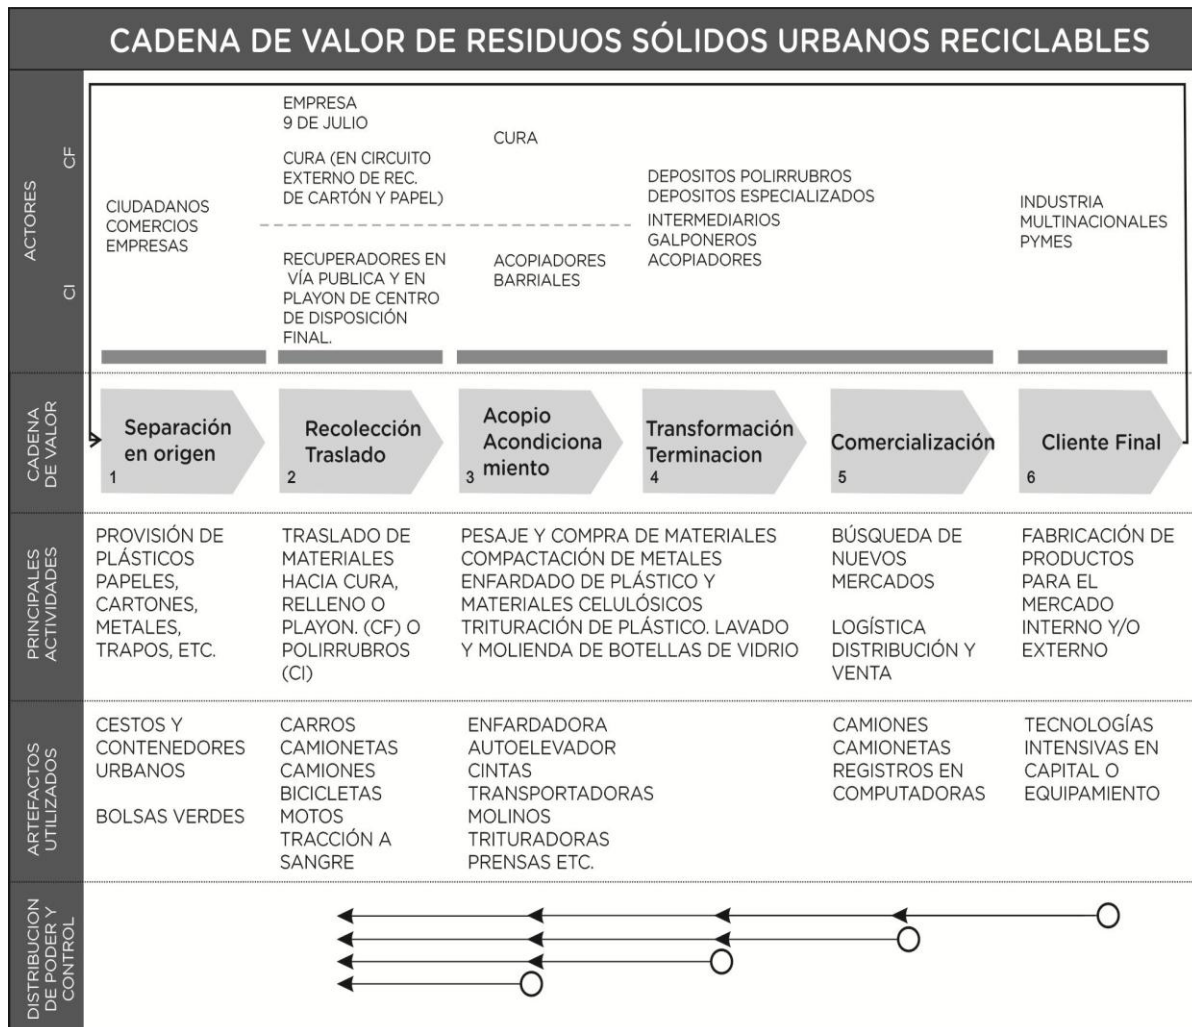 CADENA DE VALOR DE RESIDUOS SÓLIDOS URBANOS RECICLABLES
ACTORES
CF
CI
CIUDADANOS
COMERCIOS
EMPRESAS
EMPRESA
9 DE JULIO
CURA (EN CIRCUITO
EXTERNO DE REC.
DE CARTÓN Y PAPEL)
RECUPERADORES EN
VÍA PUBLICA Y EN
PLAYON DE CENTRO
DE DISPOSICIÓN
FINAL.
CURA
ACOPIADORES
BARRIALES
DEPOSITOS POLIRRUBROS
DEPOSITOS ESPECIALIZADOS
INTERMEDIARIOS
GALPONEROS
ACOPIADORES
INDUSTRIA
MULTINACIONALES
PYMES
CADENA
DE VALOR
Separación
en origen
1
Recolección
Traslado
2
Acopio
Acondiciona
miento
3
Transformación
Terminacion
4
Comercialización
5
Cliente Final
6
PRINCIPALES
ACTIVIDADES
PROVISIÓN DE
PLÁSTICOS
PAPELES,
CARTONES,
METALES,
TRAPOS, ETC.
TRASLADO DE
MATERIALES
HACIA CURA,
RELLENO O
PLAYON. (CF) O
POLIRRUBROS
(CI)
PESAJE Y COMPRA DE MATERIALES
COMPACTACIÓN DE METALES
ENFARDADO DE PLÁSTICO Y
MATERIALES CELULÓSICOS
TRITURACIÓN DE PLÁSTICO. LAVADO
Y MOLIENDA DE BOTELLAS DE VIDRIO
BÚSQUEDA DE
NUEVOS
MERCADOS
LOGÍSTICA
DISTRIBUCIÓN Y
VENTA
FABRICACIÓN DE
PRODUCTOS
PARA EL
MERCADO
INTERNO Y/O
EXTERNO
ARTEFACTOS
UTILIZADOS
CESTOS Y
CONTENEDORES
URBANOS
BOLSAS VERDES
CARROS
CAMIONETAS
CAMIONES
BICICLETAS
MOTOS
TRACCIÓN A
SANGRE
ENFARDADORA
AUTOELEVADOR
CINTAS
TRANSPORTADORAS
MOLINOS
TRITURADORAS
PRENSAS ETC.
CAMIONES
CAMIONETAS
REGISTROS EN
COMPUTADORAS
TECNOLOGÍAS
INTENSIVAS EN
CAPITAL O
EQUIPAMIENTO
DISTRIBUCION
DE PODER Y
CONTROL